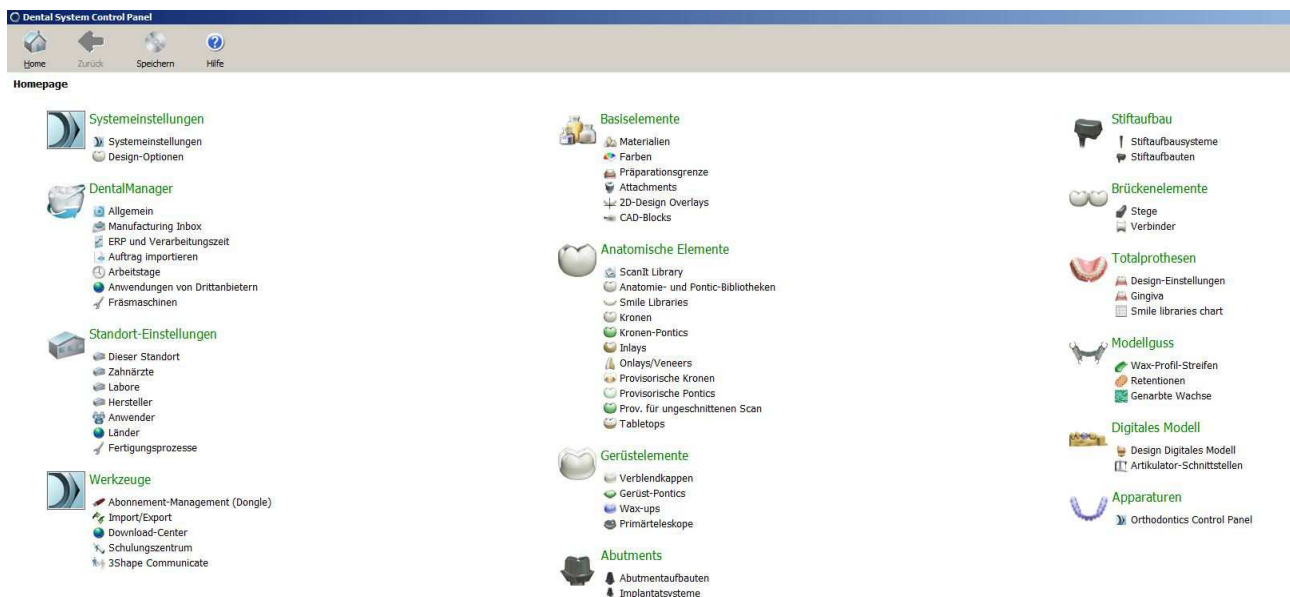 Dental System Control Panel
Home
Zurück
Speichern
Hilfe
Homepage
Systemeinstellungen
Systemeinstellungen
Design-Optionen
DentalManager
Allgemein
Manufacturing Inbox
ERP und Verarbeitungszeit
Auftrag importieren
Arbeitstage
Anwendungen von Drittanbietern
Fräsmaschinen
Standort-Einstellungen
Dieser Standort
Zahnärzte
Labore
Hersteller
Anwender
Länder
Fertigungsprozesse
Werkzeuge
Abonnement-Management (Dongle)
Import/Export
Download-Center
Schulungszentrum
3Shape Communicate
Basiselemente
Materialien
Farben
Präparationsgrenze
Attachments
2D-Design Overlays
CAD-Blocks
Anatomische Elemente
ScanIt Library
Anatomie- und Pontic-Bibliotheken
Smile Libraries
Kronen
Kronen-Pontics
Inlays
Onlays/Veneers
Provisorische Kronen
Provisorische Pontics
Prov. für ungeschnittenen Scan
Tabletops
Gerüstelemente
Verblendkappen
Gerüst-Pontics
Wax-ups
Primärteleskope
Abutments
Abutmentaufbauten
Implantatsysteme
Stiftaufbau
Stiftaufbausysteme
Stiftaufbauten
Brückenelemente
Stege
Verbinder
Totalprothesen
Design-Einstellungen
Gingiva
Smile libraries chart
Modellguss
Wax-Profil-Streifen
Retentionen
Genarbte Wachse
Digitales Modell
Design Digitales Modell
Artikulator-Schnittstellen
Apparaturen
Orthodontics Control Panel